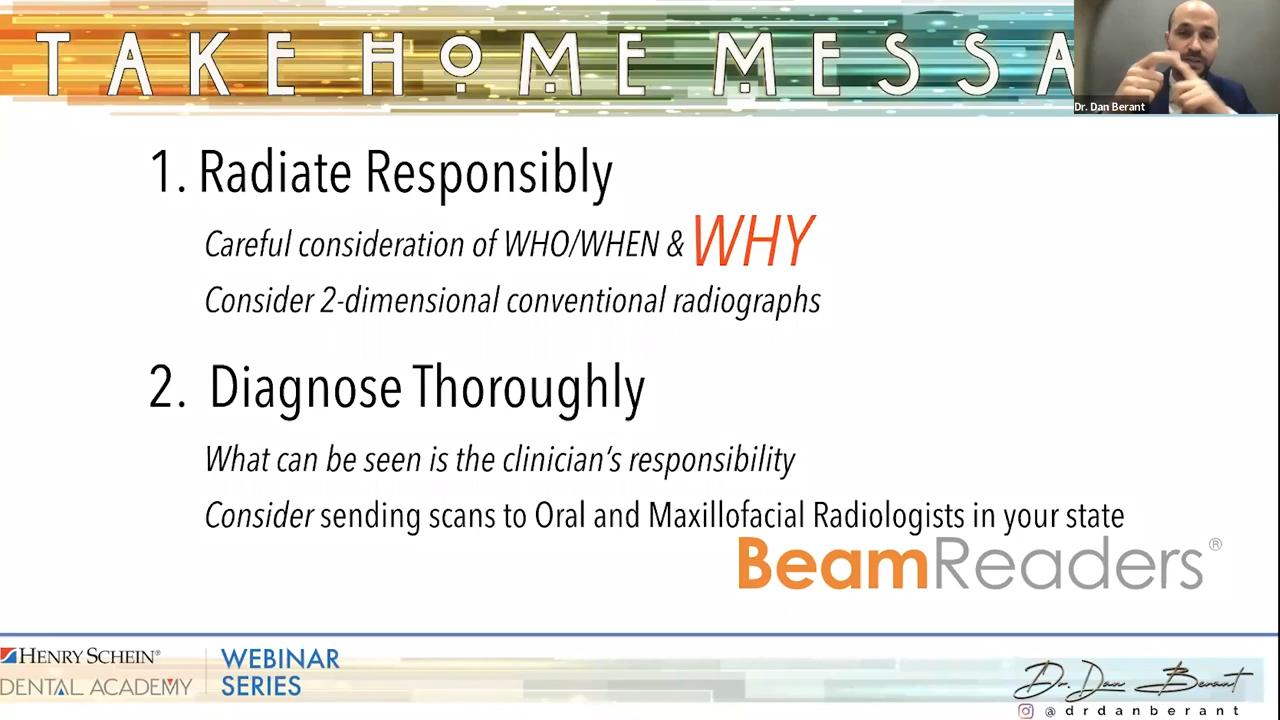 TAKE HOME MESSA
Dr. Dan Berant
1. Radiate Responsibly
Careful consideration of WHO/WHEN & WHY
Consider 2-dimensional conventional radiographs
2. Diagnose Thoroughly
What can be seen is the clinician's responsibility
Consider sending scans to Oral and Maxillofacial Radiologists in your state
BeamReaders®
HENRY SCHEIN®
DENTAL ACADEMY
WEBINAR
SERIES
Dr. Dan Berant
@drdanberant